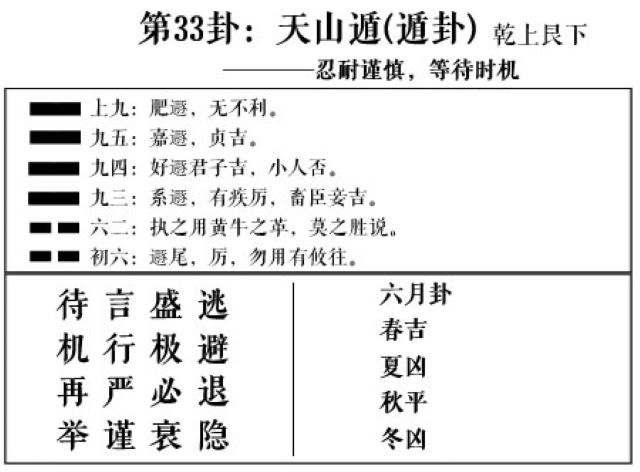 第33卦：天山遁(遁卦) 乾上艮下
————忍耐谨慎，等待时机
上九：肥遯，无不利。
九五：嘉遯，贞吉。
九四：好遯君子吉，小人否。
九三：系遯，有疾厉，畜臣妾吉。
六二：执之用黄牛之革，莫之胜说。
初六：遯尾，厉，勿用有攸往。
待言盛逃
机行极避
再严必退
举谨衰隐
六月卦
春吉
夏凶
秋平
冬凶